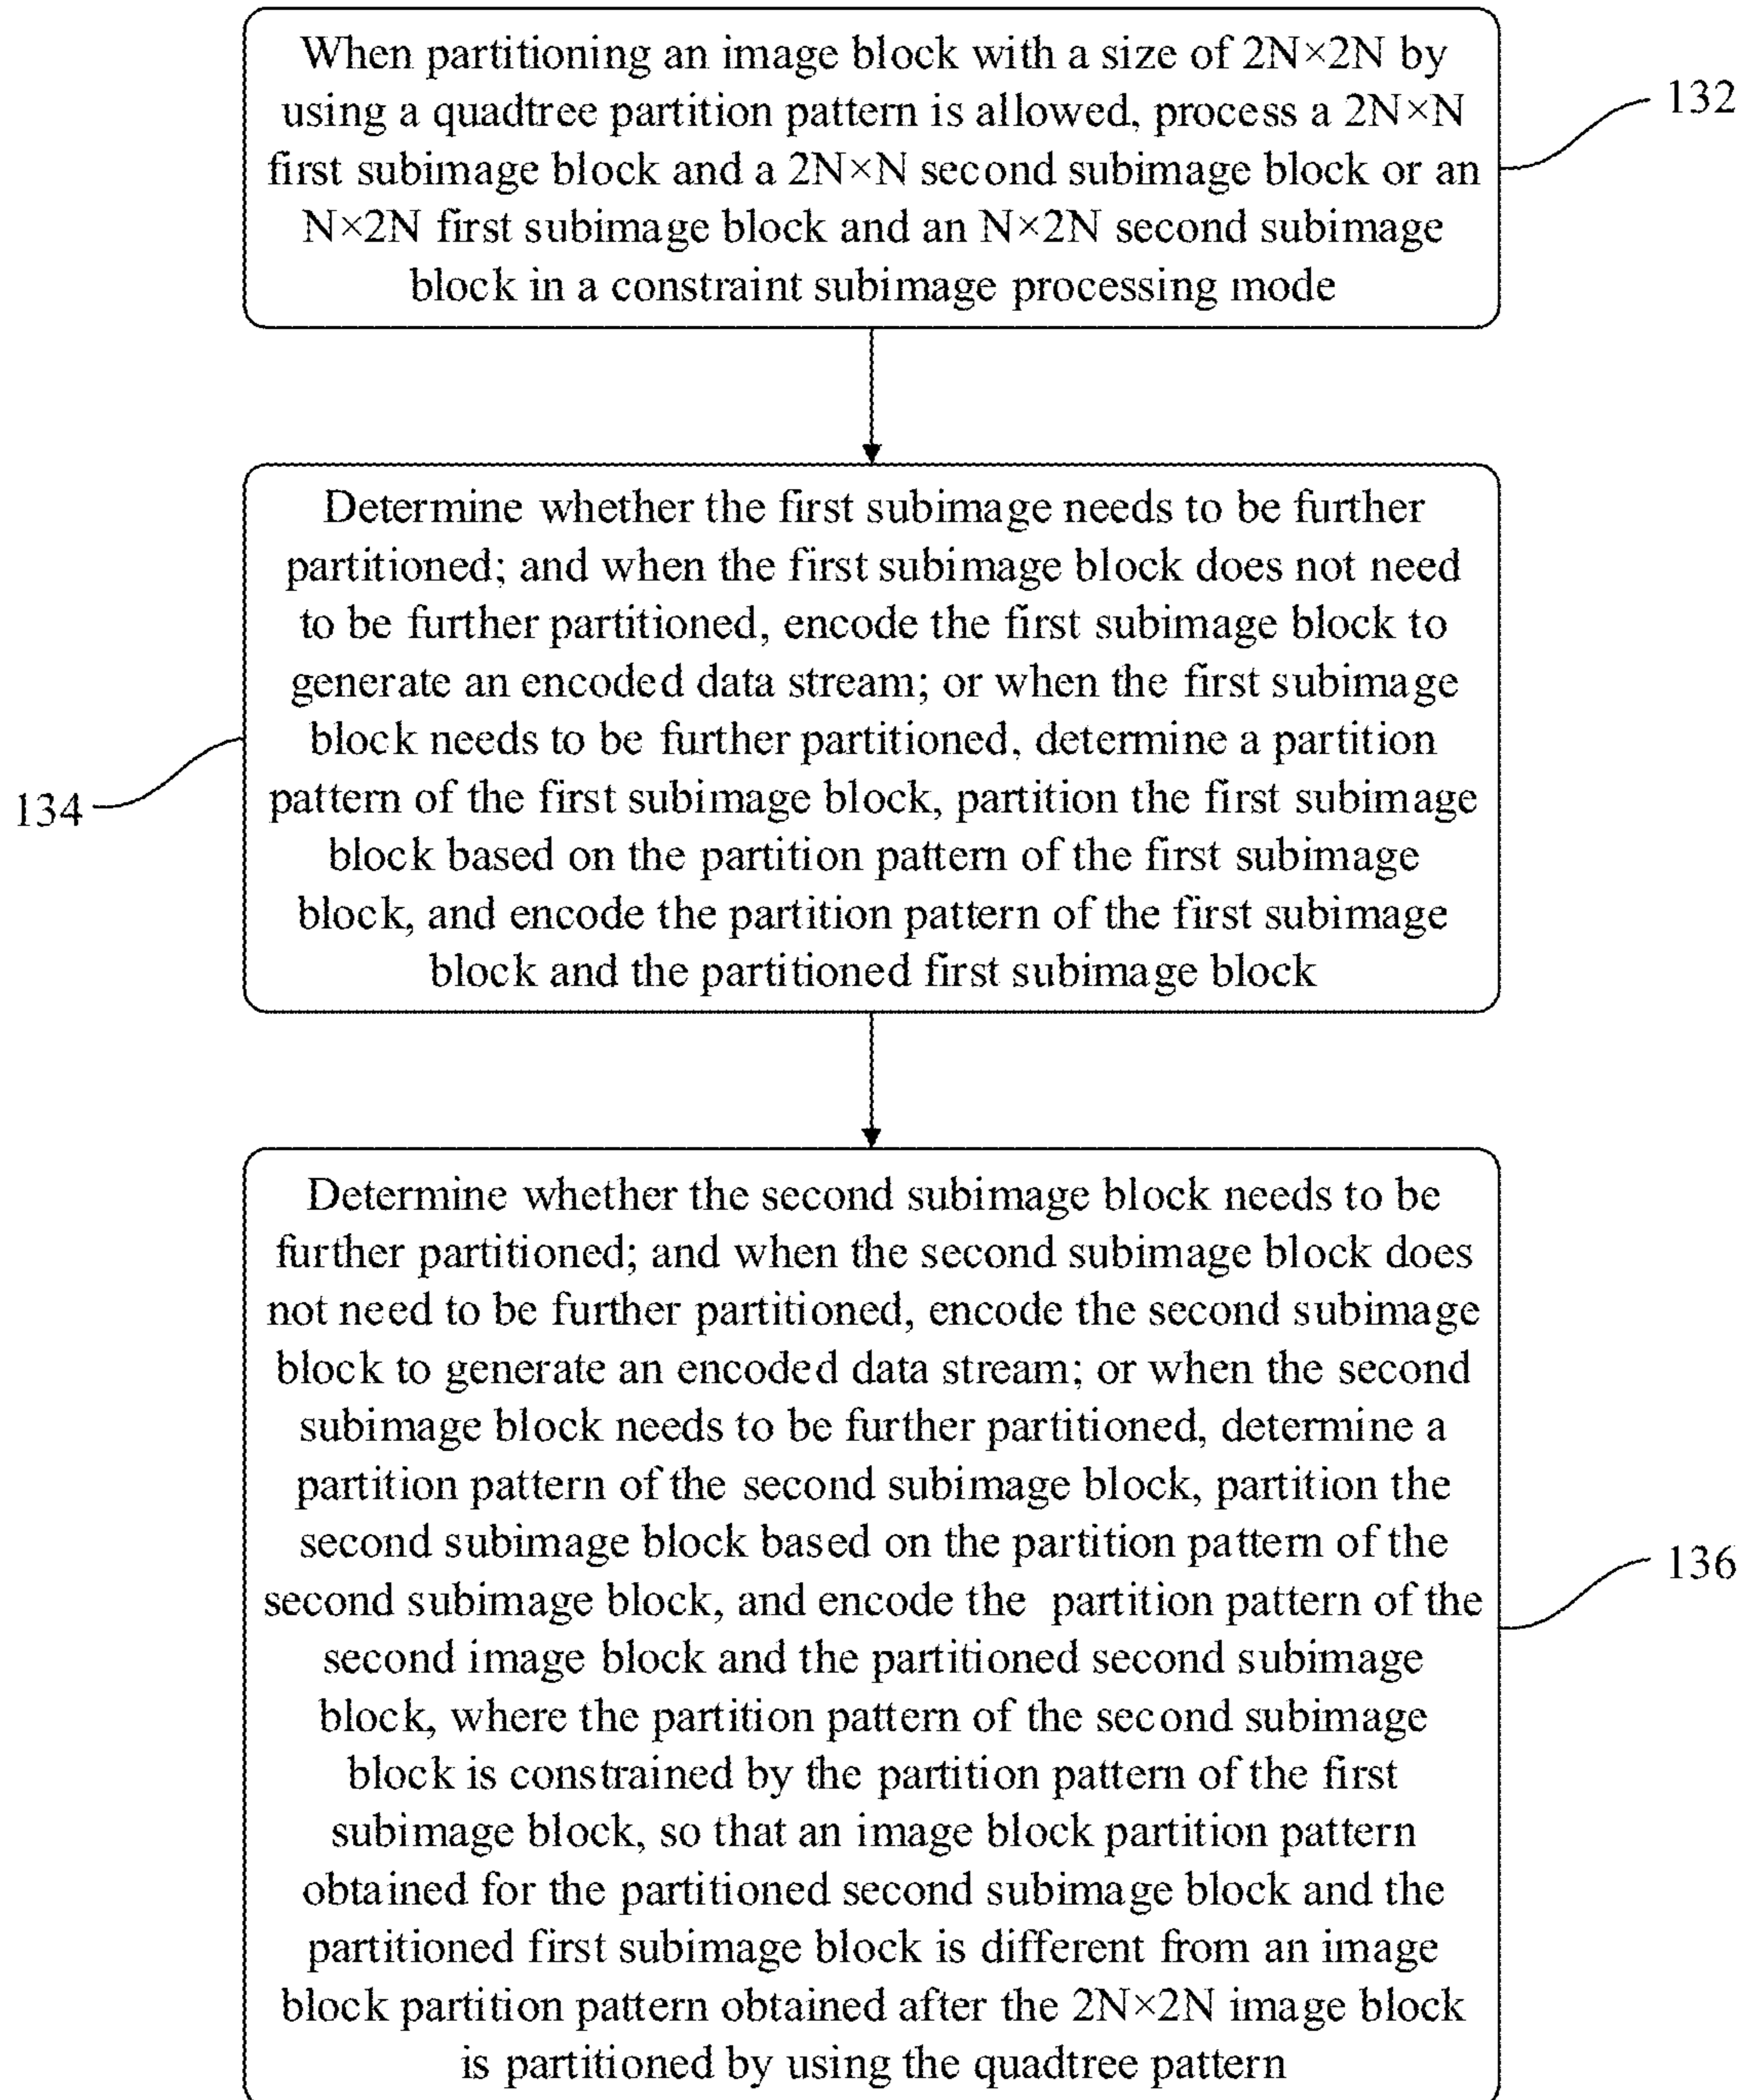 When partitioning an image block with a size of 2N×2N by
using a quadtree partition pattern is allowed, process a 2N×N
first subimage block and a 2N×N second subimage block or an
N×2N first subimage block and an N×2N second subimage
block in a constraint subimage processing mode
132
Determine whether the first subimage needs to be further
partitioned; and when the first subimage block does not need
to be further partitioned, encode the first subimage block to
generate an encoded data stream; or when the first subimage
block needs to be further partitioned, determine a partition
pattern of the first subimage block, partition the first subimage
block based on the partition pattern of the first subimage
block, and encode the partition pattern of the first subimage
block and the partitioned first subimage block
134
Determine whether the second subimage block needs to be
further partitioned; and when the second subimage block does
not need to be further partitioned, encode the second subimage
block to generate an encoded data stream; or when the second
subimage block needs to be further partitioned, determine a
partition pattern of the second subimage block, partition the
second subimage block based on the partition pattern of the
second subimage block, and encode the partition pattern of the
second image block and the partitioned second subimage
block, where the partition pattern of the second subimage
block is constrained by the partition pattern of the first
subimage block, so that an image block partition pattern
obtained for the partitioned second subimage block and the
partitioned first subimage block is different from an image
block partition pattern obtained after the 2N×2N image block
is partitioned by using the quadtree pattern
136